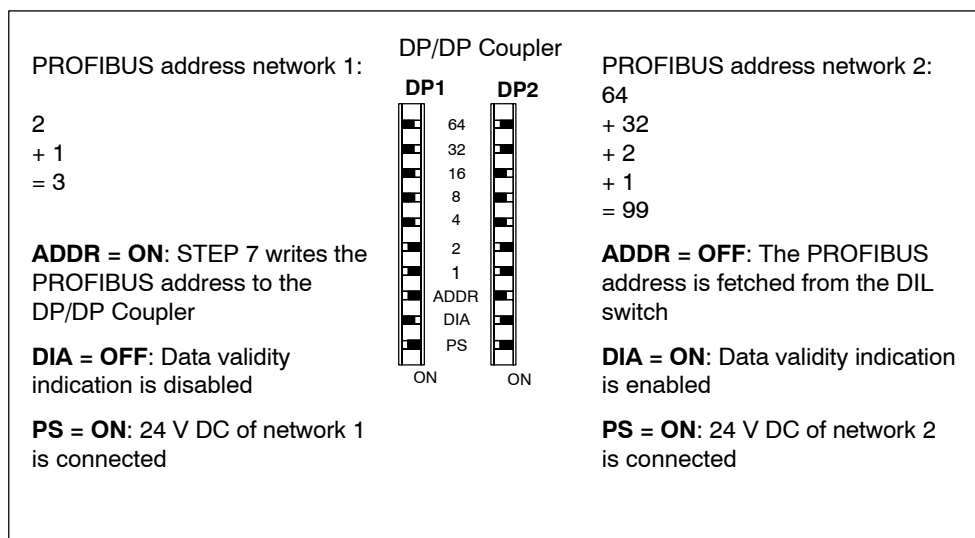 PROFIBUS address network 1:
2
+ 1
= 3
ADDR = ON: STEP 7 writes the
PROFIBUS address to the
DP/DP Coupler
DIA = OFF: Data validity
indication is disabled
PS = ON: 24 V DC of network 1
is connected
DP/DP Coupler
DP1 DP2
64
32
16
8
4
2
1
ADDR
DIA
PS
ON ON
PROFIBUS address network 2:
64
+ 32
+ 2
+ 1
= 99
ADDR = OFF: The PROFIBUS
address is fetched from the DIL
switch
DIA = ON: Data validity indication
is enabled
PS = ON: 24 V DC of network 2
is connected